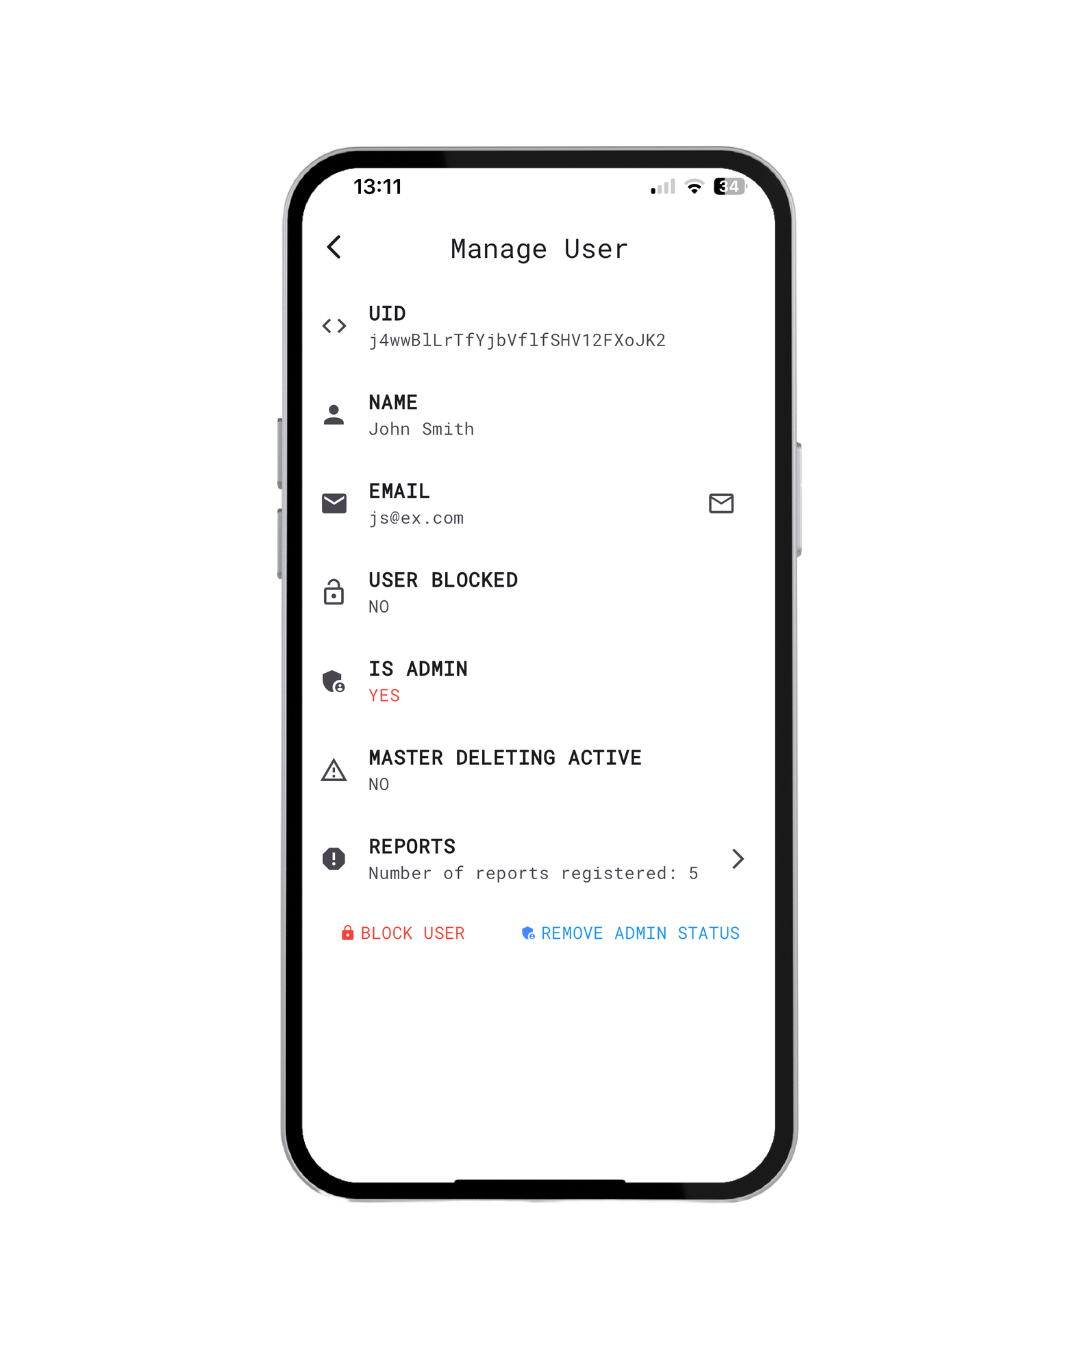 13:11
34
Manage User
UID
j4wwBlLrTfYjbVflfSHV12FXoJK2
NAME
John Smith
EMAIL
js@ex.com
USER BLOCKED
NO
IS ADMIN
YES
MASTER DELETING ACTIVE
NO
REPORTS
Number of reports registered: 5
BLOCK USER
REMOVE ADMIN STATUS